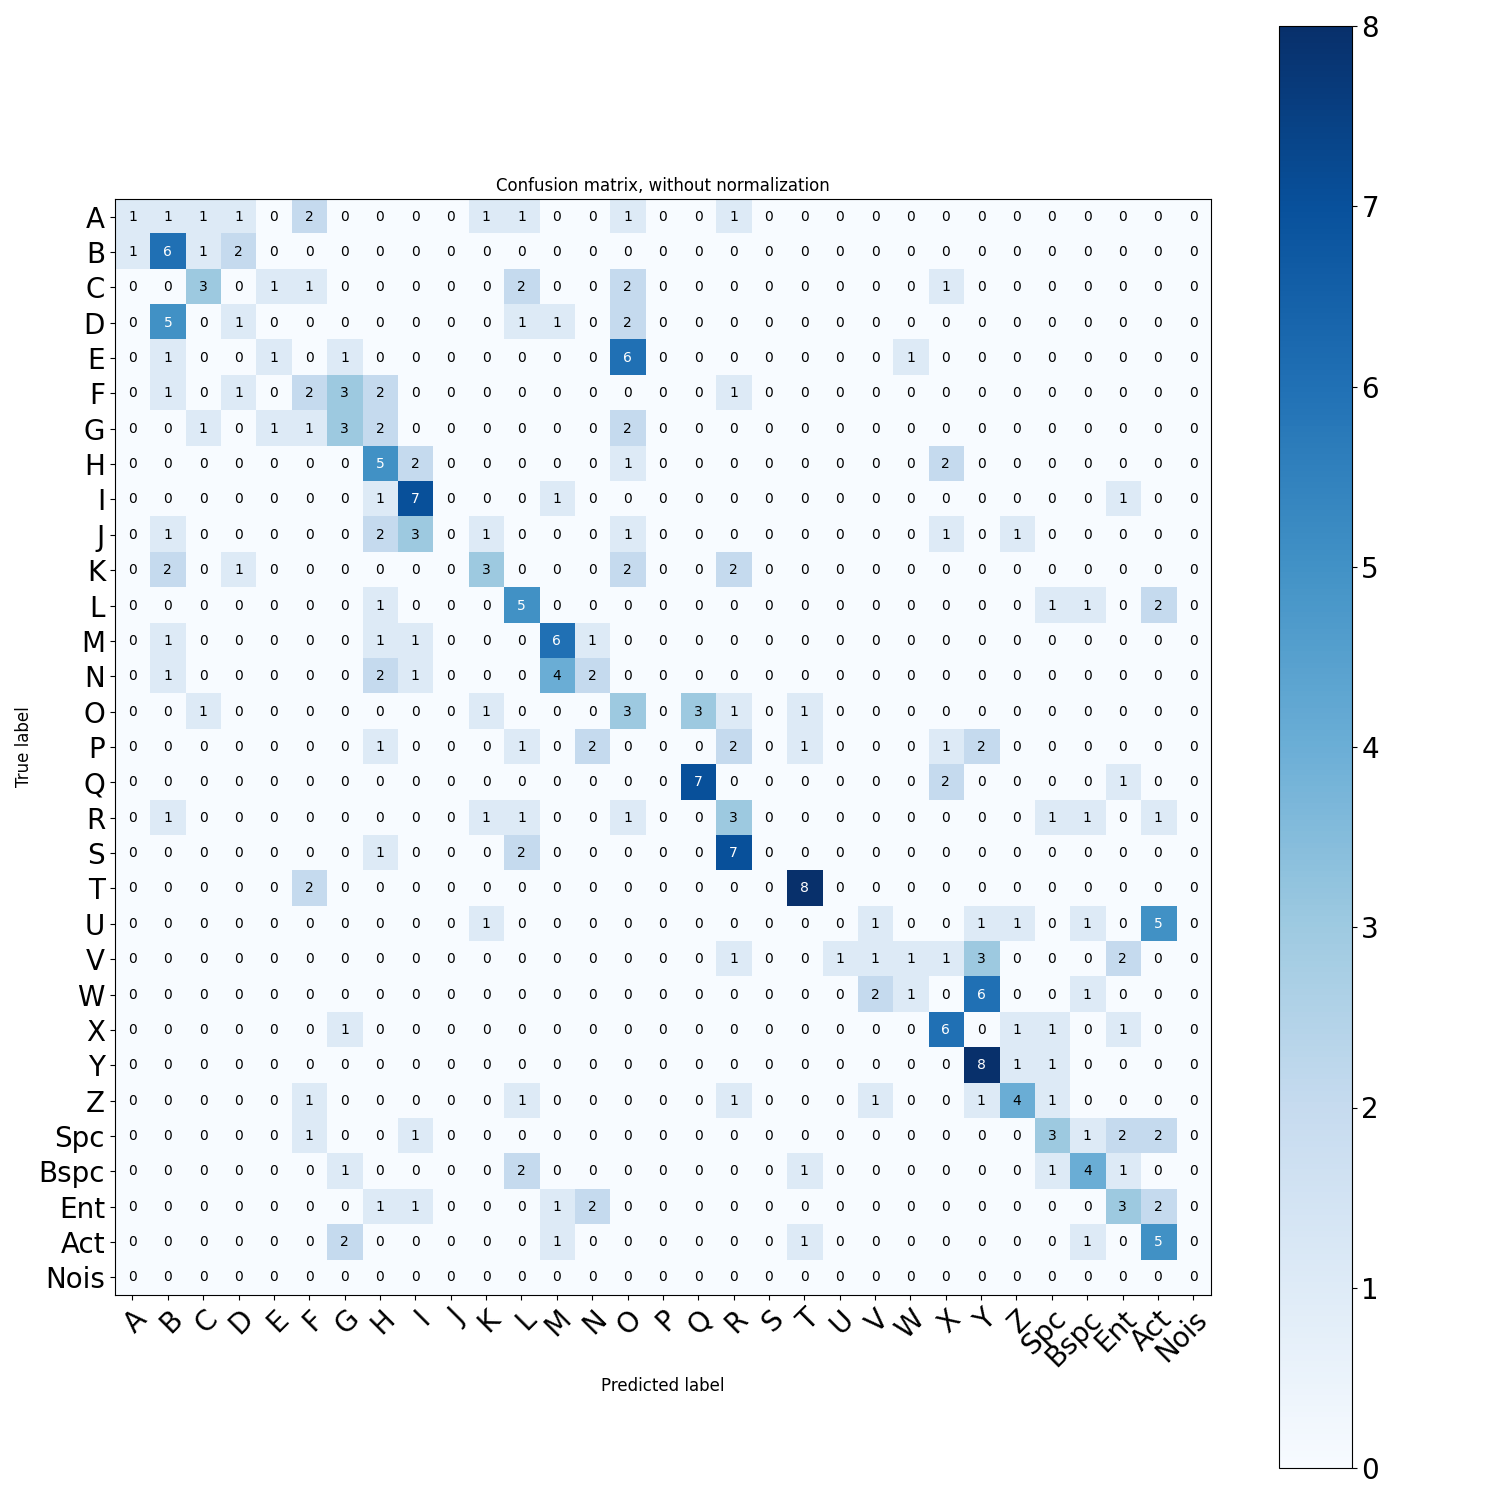 Confusion matrix, without normalization
A 1 1 1 1 0 2 0 0 0 0 1 1 0 0 1 0 0 1 0 0 0 0 0 0 0 0 0 0 0 0 0
B 1 6 1 2 0 0 0 0 0 0 0 0 0 0 0 0 0 0 0 0 0 0 0 0 0 0 0 0 0 0 0
C 0 0 3 0 1 1 0 0 0 0 0 2 0 0 2 0 0 0 0 0 0 0 0 1 0 0 0 0 0 0 0
D 0 5 0 1 0 0 0 0 0 0 0 1 1 0 2 0 0 0 0 0 0 0 0 0 0 0 0 0 0 0 0
E 0 1 0 0 1 0 1 0 0 0 0 0 0 0 6 0 0 0 0 0 0 0 1 0 0 0 0 0 0 0 0
F 0 1 0 1 0 2 3 2 0 0 0 0 0 0 0 0 0 1 0 0 0 0 0 0 0 0 0 0 0 0 0
G 0 0 1 0 1 1 3 2 0 0 0 0 0 0 2 0 0 0 0 0 0 0 0 0 0 0 0 0 0 0 0
H 0 0 0 0 0 0 0 5 2 0 0 0 0 0 1 0 0 0 0 0 0 0 0 2 0 0 0 0 0 0 0
I 0 0 0 0 0 0 0 1 7 0 0 0 1 0 0 0 0 0 0 0 0 0 0 0 0 0 0 0 1 0 0
J 0 1 0 0 0 0 0 2 3 0 1 0 0 0 1 0 0 0 0 0 0 0 0 1 0 1 0 0 0 0 0
K 0 2 0 1 0 0 0 0 0 0 3 0 0 0 2 0 0 2 0 0 0 0 0 0 0 0 0 0 0 0 0
L 0 0 0 0 0 0 0 1 0 0 0 5 0 0 0 0 0 0 0 0 0 0 0 0 0 0 1 1 0 2 0
M 0 1 0 0 0 0 0 1 1 0 0 0 6 1 0 0 0 0 0 0 0 0 0 0 0 0 0 0 0 0 0
N 0 1 0 0 0 0 0 2 1 0 0 0 4 2 0 0 0 0 0 0 0 0 0 0 0 0 0 0 0 0 0
O 0 0 1 0 0 0 0 0 0 0 1 0 0 0 3 0 3 1 0 1 0 0 0 0 0 0 0 0 0 0 0
P 0 0 0 0 0 0 0 1 0 0 0 1 0 2 0 0 0 2 0 1 0 0 0 1 2 0 0 0 0 0 0
Q 0 0 0 0 0 0 0 0 0 0 0 0 0 0 0 0 7 0 0 0 0 0 0 2 0 0 0 0 1 0 0
R 0 1 0 0 0 0 0 0 0 0 1 1 0 0 1 0 0 3 0 0 0 0 0 0 0 0 1 1 0 1 0
S 0 0 0 0 0 0 0 1 0 0 0 2 0 0 0 0 0 7 0 0 0 0 0 0 0 0 0 0 0 0 0
T 0 0 0 0 0 2 0 0 0 0 0 0 0 0 0 0 0 0 0 8 0 0 0 0 0 0 0 0 0 0 0
U 0 0 0 0 0 0 0 0 0 0 1 0 0 0 0 0 0 0 0 0 0 1 0 0 1 1 0 1 0 5 0
V 0 0 0 0 0 0 0 0 0 0 0 0 0 0 0 0 0 1 0 0 1 1 1 1 3 0 0 0 2 0 0
W 0 0 0 0 0 0 0 0 0 0 0 0 0 0 0 0 0 0 0 0 0 2 1 0 6 0 0 1 0 0 0
X 0 0 0 0 0 0 1 0 0 0 0 0 0 0 0 0 0 0 0 0 0 0 0 6 0 1 1 0 1 0 0
Y 0 0 0 0 0 0 0 0 0 0 0 0 0 0 0 0 0 0 0 0 0 0 0 0 8 1 1 0 0 0 0
Z 0 0 0 0 0 1 0 0 0 0 0 1 0 0 0 0 0 1 0 0 0 1 0 0 1 4 1 0 0 0 0
Spc 0 0 0 0 0 1 0 0 1 0 0 0 0 0 0 0 0 0 0 0 0 0 0 0 0 0 3 1 2 2 0
Bspc 0 0 0 0 0 0 1 0 0 0 0 2 0 0 0 0 0 0 0 1 0 0 0 0 0 0 1 4 1 0 0
Ent 0 0 0 0 0 0 0 1 1 0 0 0 1 2 0 0 0 0 0 0 0 0 0 0 0 0 0 0 3 2 0
Act 0 0 0 0 0 0 2 0 0 0 0 0 1 0 0 0 0 0 0 1 0 0 0 0 0 0 0 1 0 5 0
Nois 0 0 0 0 0 0 0 0 0 0 0 0 0 0 0 0 0 0 0 0 0 0 0 0 0 0 0 0 0 0 0
A B C D E F G H I J K L M N O P Q R S T U V W X Y Z Spc Bspc Ent Act Nois
Predicted label
True label
8
7
6
5
4
3
2
1
0